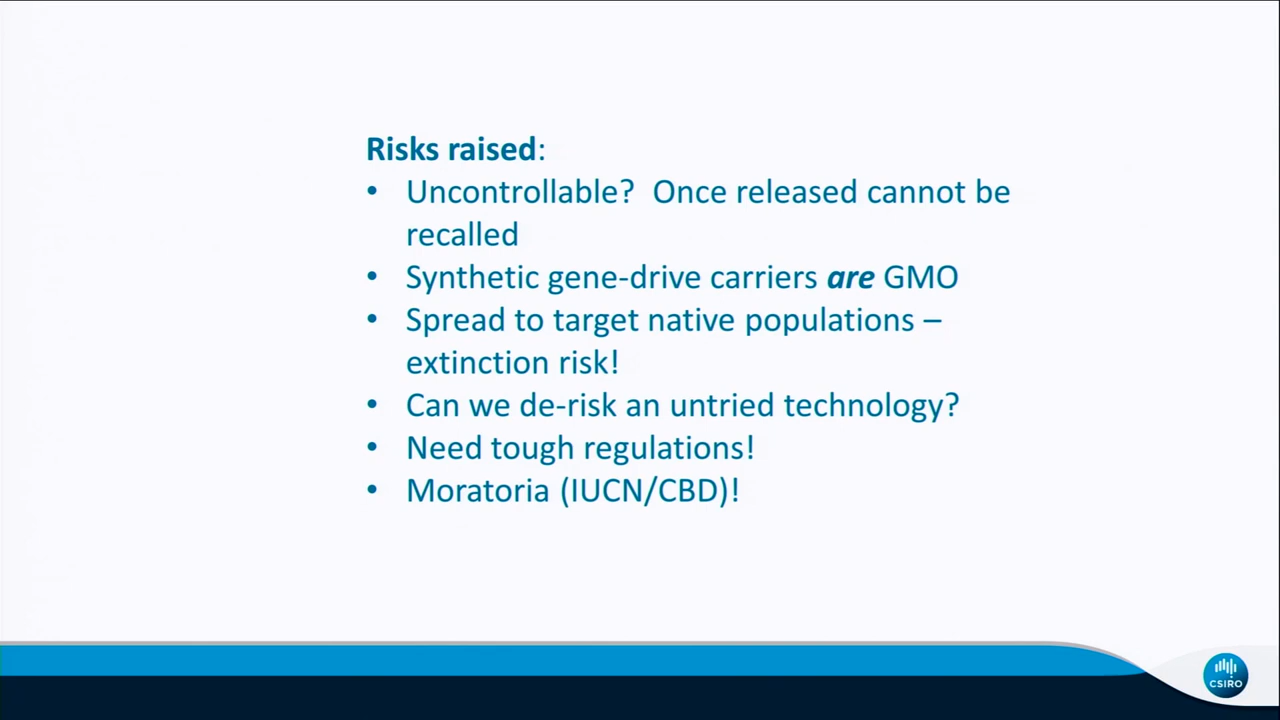 Risks raised:
• Uncontrollable? Once released cannot be
recalled
• Synthetic gene-drive carriers are GMO
• Spread to target native populations –
extinction risk!
• Can we de-risk an untried technology?
• Need tough regulations!
• Moratoria (IUCN/CBD)!
CSIRO